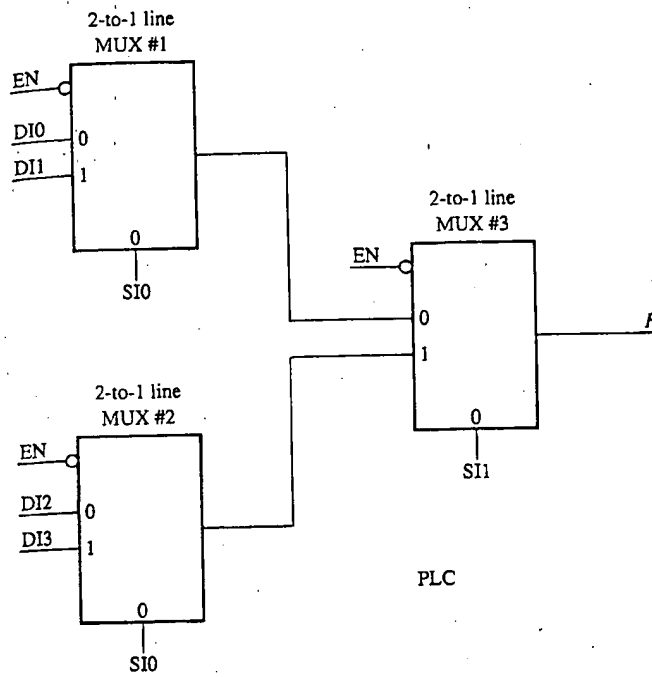 2-to-1 line
MUX #1
EN
DI0
0
DI1
1
0
SI0
2-to-1 line
MUX #3
EN
0
1
0
SI1
2-to-1 line
MUX #2
EN
DI2
0
DI3
1
0
SI0
PLC